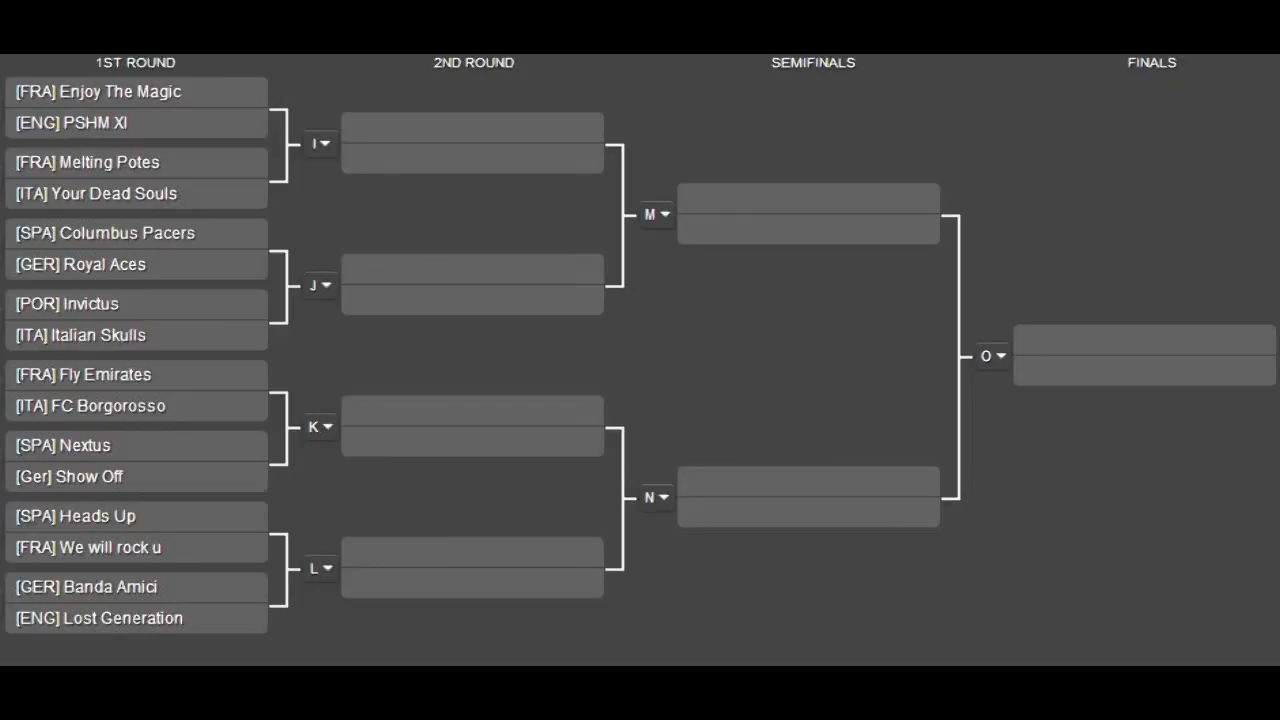 1ST ROUND
2ND ROUND
SEMIFINALS
FINALS
[FRA] Enjoy The Magic
[ENG] PSHM XI
I
[FRA] Melting Potes
[ITA] Your Dead Souls
M
[SPA] Columbus Pacers
[GER] Royal Aces
J
[POR] Invictus
[ITA] Italian Skulls
O
[FRA] Fly Emirates
[ITA] FC Borgorosso
K
[SPA] Nextus
[Ger] Show Off
N
[SPA] Heads Up
[FRA] We will rock u
L
[GER] Banda Amici
[ENG] Lost Generation